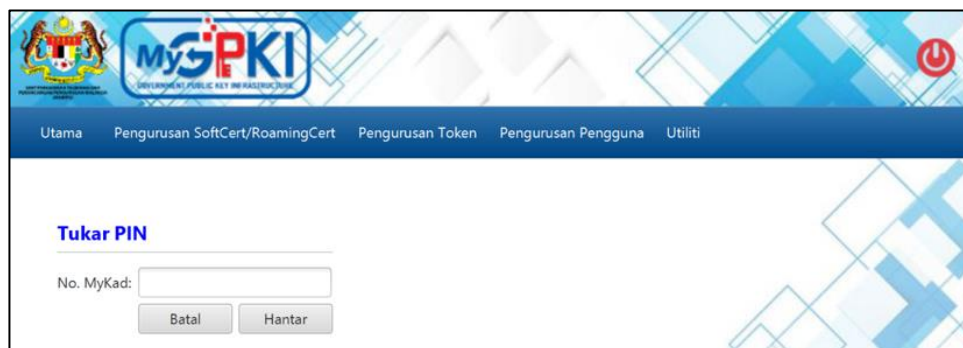 MyGPKI
GOVERNMENT PUBLIC KEY INFRASTRUCTURE
Utama Pengurusan SoftCert/RoamingCert Pengurusan Token Pengurusan Pengguna Utiliti
Tukar PIN
No. MyKad:
Batal Hantar